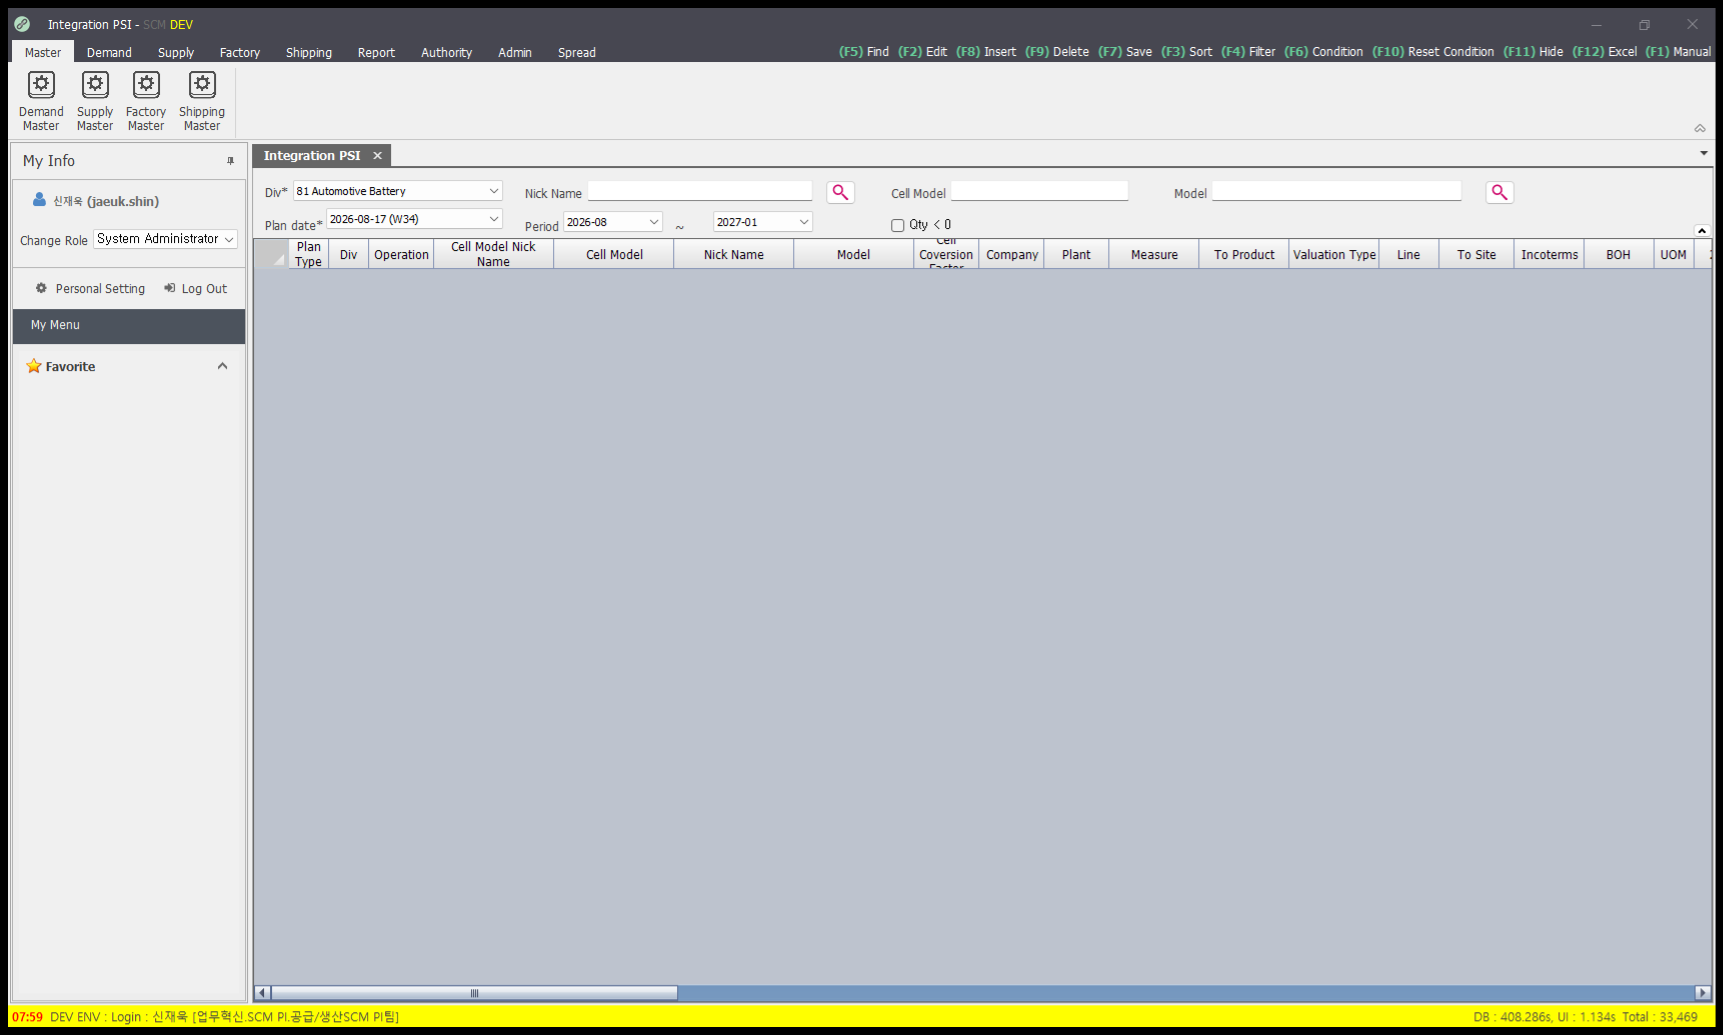 Integration PSI - SCM DEV
Master Demand Supply Factory Shipping Report Authority Admin Spread (F5) Find (F2) Edit (F8) Insert (F9) Delete (F7) Save (F3) Sort (F4) Filter (F6) Condition (F10) Reset Condition (F11) Hide (F12) Excel (F1) Manual
Demand Master Supply Master Factory Master Shipping Master
My Info
Integration PSI
신재욱 (jaeuk.shin)
Change Role System Administrator
Personal Setting Log Out
My Menu
Favorite
Div* 81 Automotive Battery Nick Name Cell Model Model
Plan date* 2026-08-17 (W34) Period 2026-08 ~ 2027-01 Qty < 0
Plan Type Div Operation Cell Model Nick Name Cell Model Nick Name Model Cell Coversion Factor Company Plant Measure To Product Valuation Type Line To Site Incoterms BOH UOM
07:59 DEV ENV : Login : 신재욱 [업무혁신.SCM PI.공급/생산SCM PI팀] DB : 408.286s, UI : 1.134s Total : 33,469